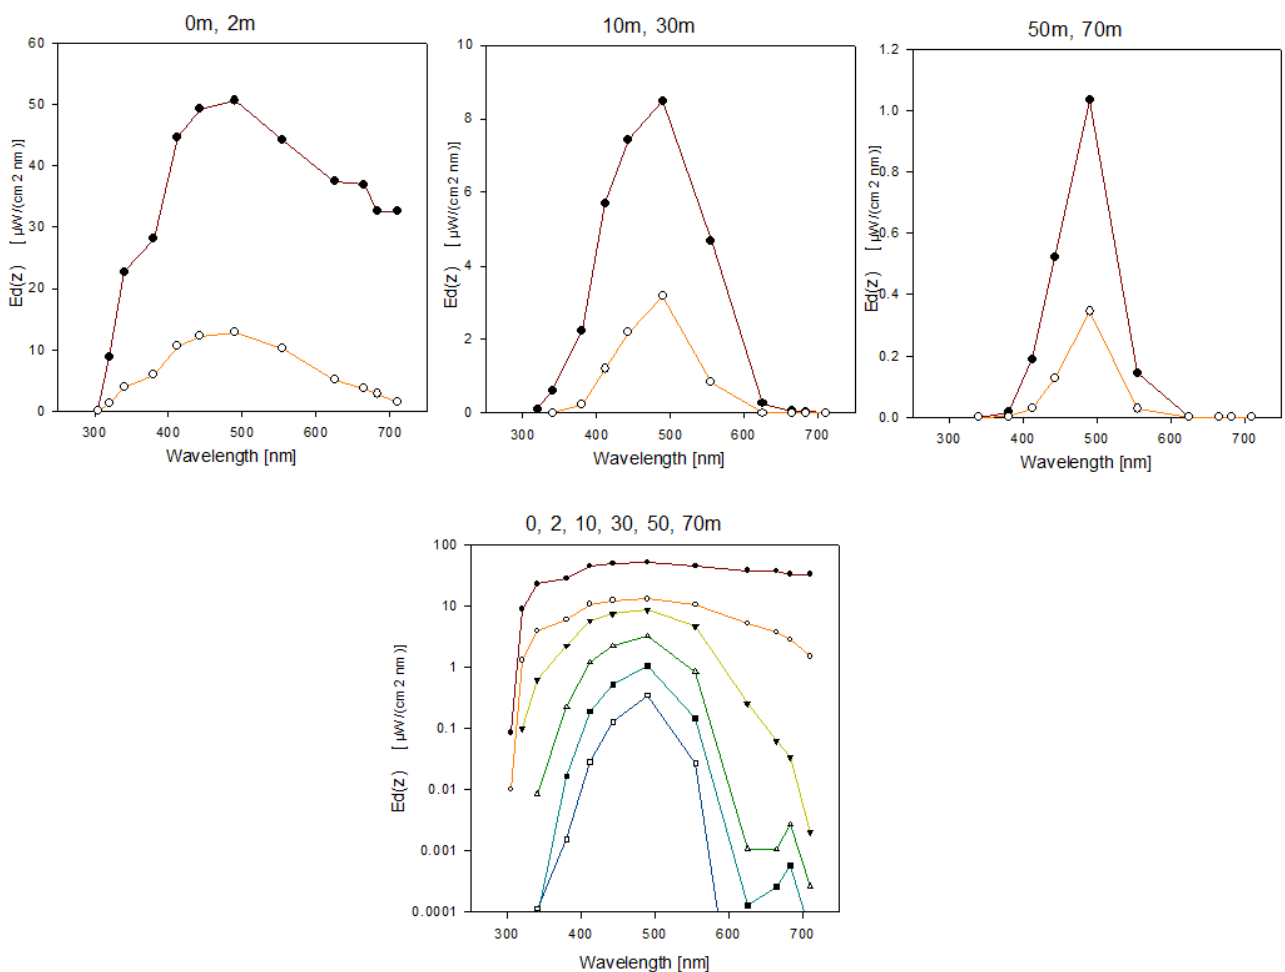 0m, 2m
60
50
40
30
20
10
0
Ed(z) [ µW/(cm 2 nm )]
300 400 500 600 700
Wavelength [nm]
10m, 30m
10
8
6
4
2
0
Ed(z) [ µW/(cm 2 nm )]
300 400 500 600 700
Wavelength [nm]
50m, 70m
1.2
1.0
0.8
0.6
0.4
0.2
0.0
Ed(z) [ µW/(cm 2 nm )]
300 400 500 600 700
Wavelength [nm]
0, 2, 10, 30, 50, 70m
100
10
1
0.1
0.01
0.001
0.0001
Ed(z) [ µW/(cm 2 nm )]
300 400 500 600 700
Wavelength [nm]